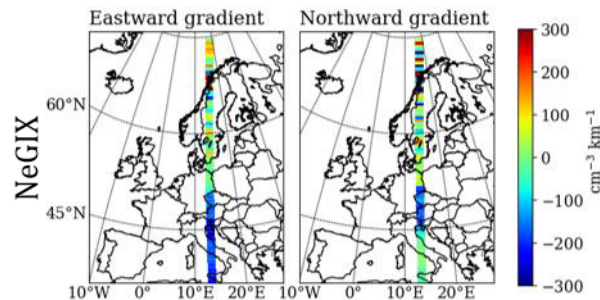 Eastward gradient Northward gradient
NeGIX
60°N
45°N
10°W 0° 10°E 20°E
10°W 0° 10°E 20°E
300
200
100
0
−100
−200
−300
cm⁻³ km⁻¹